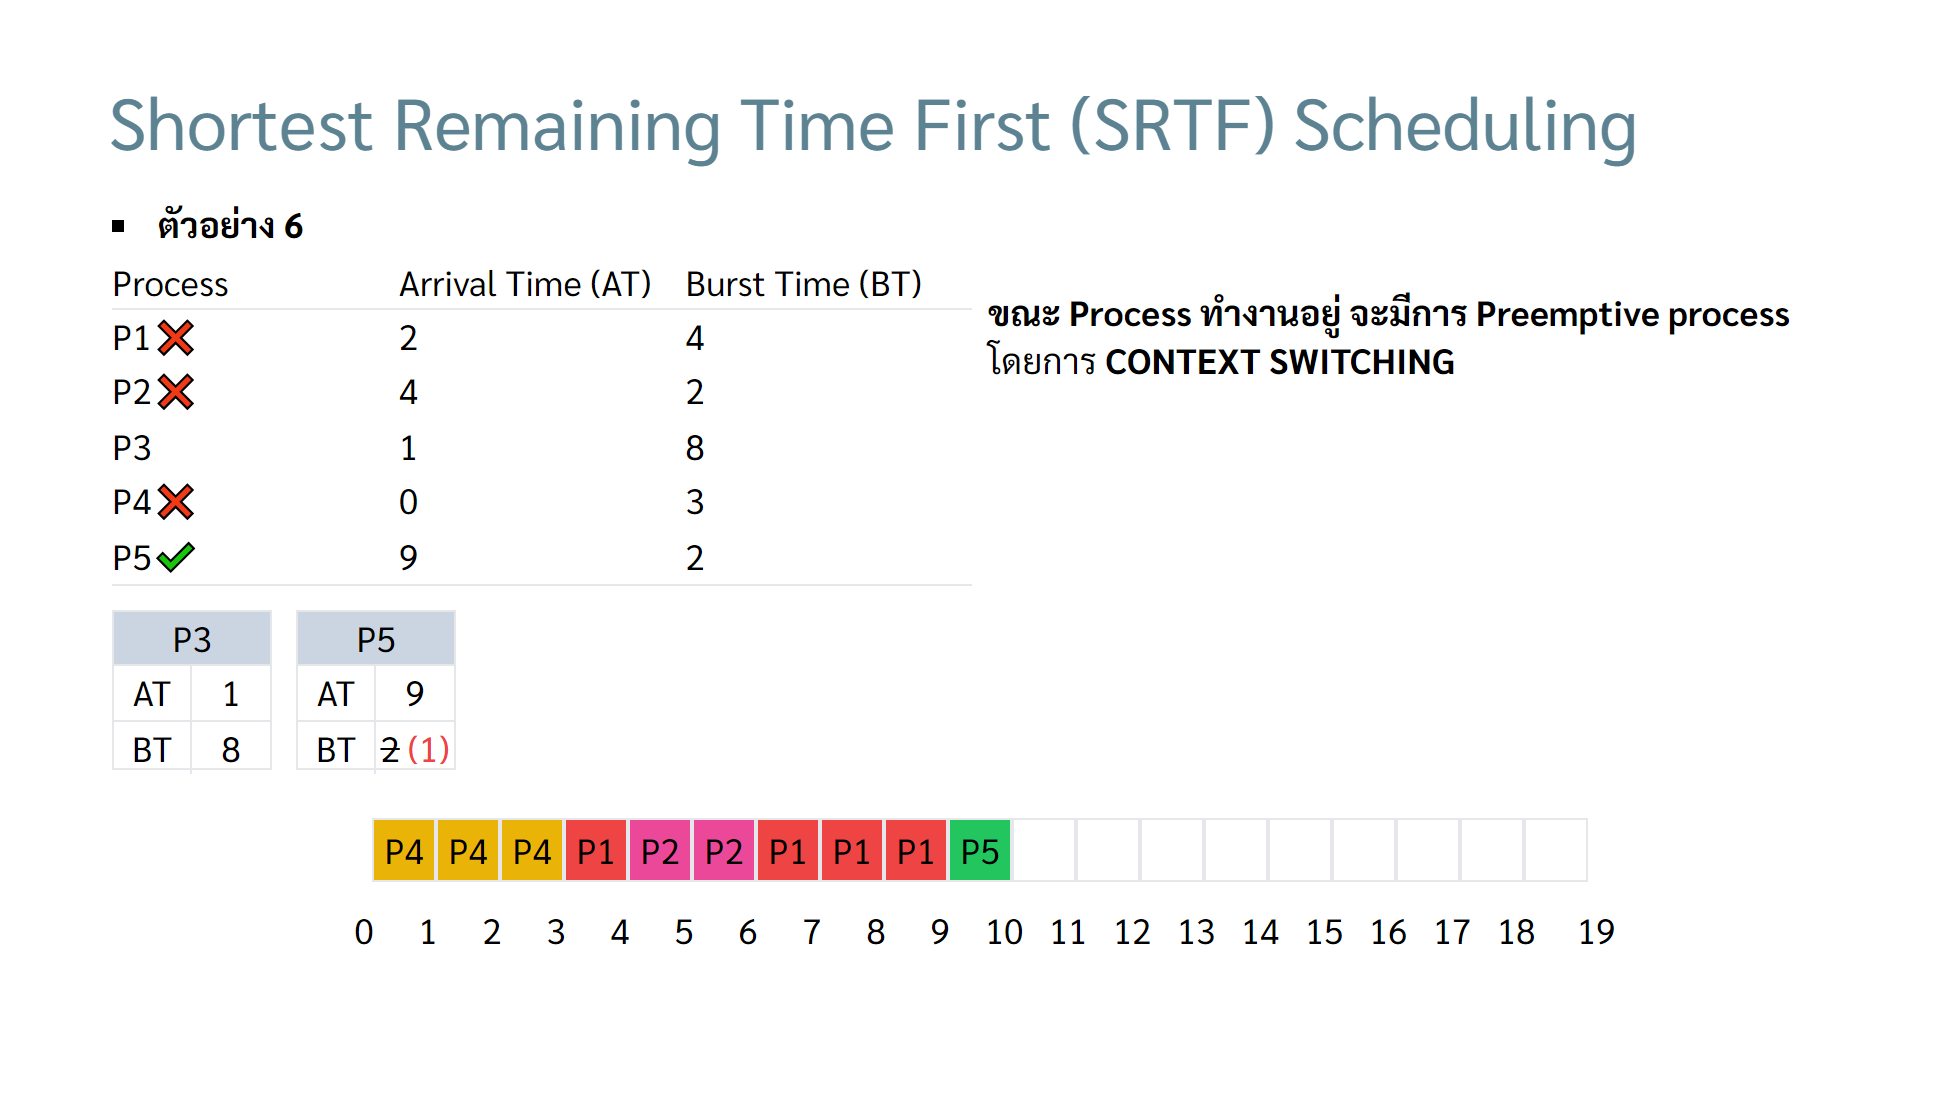 Shortest Remaining Time First (SRTF) Scheduling
ตัวอย่าง 6
Process Arrival Time (AT) Burst Time (BT)
P1 2 4
P2 4 2
P3 1 8
P4 0 3
P5 9 2
ขณะ Process ทำงานอยู่ จะมีการ Preemptive process
โดยการ CONTEXT SWITCHING
P3 P5
AT 1 AT 9
BT 8 BT 2 (1)
P4 P4 P4 P1 P2 P2 P1 P1 P1 P5
0 1 2 3 4 5 6 7 8 9 10 11 12 13 14 15 16 17 18 19